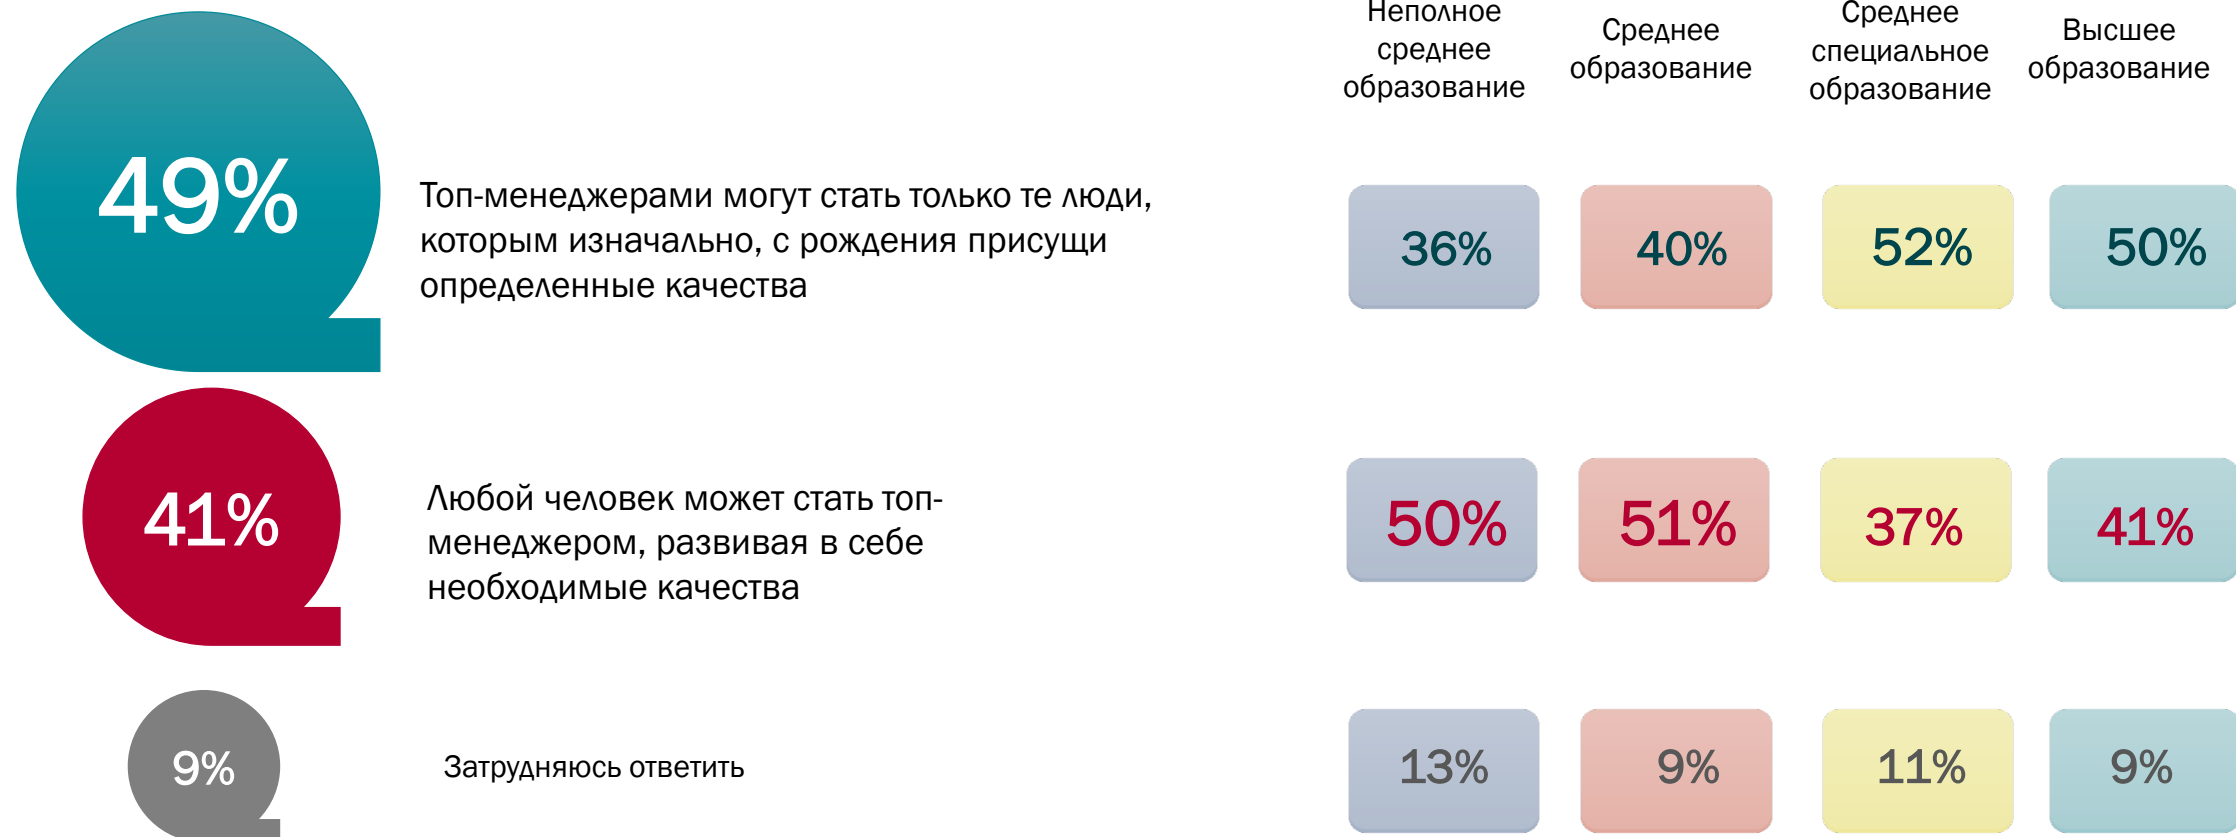 Неполное
среднее
образование
Среднее
образование
Среднее
специальное
образование
Высшее
образование
49%
Топ-менеджерами могут стать только те люди,
которым изначально, с рождения присущи
определенные качества
36%
40%
52%
50%
41%
Любой человек может стать топ-
менеджером, развивая в себе
необходимые качества
50%
51%
37%
41%
9%
Затрудняюсь ответить
13%
9%
11%
9%